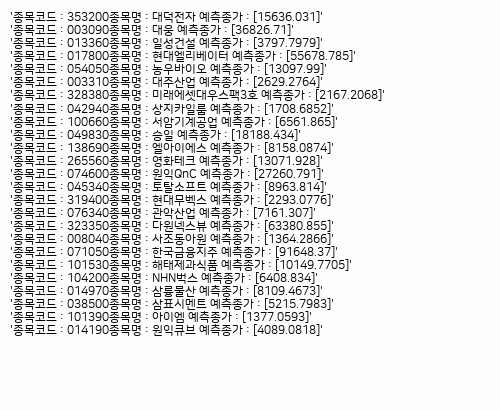 '종목코드 : 353200종목명 : 대덕전자 예측종가 : [15636.031]'
'종목코드 : 003090종목명 : 대웅 예측종가 : [36826.71]'
'종목코드 : 013360종목명 : 일성건설 예측종가 : [3797.7979]'
'종목코드 : 017800종목명 : 현대엘리베이터 예측종가 : [55678.785]'
'종목코드 : 054050종목명 : 농우바이오 예측종가 : [13097.99]'
'종목코드 : 003310종목명 : 대주산업 예측종가 : [2629.2764]'
'종목코드 : 328380종목명 : 미래에셋대우스팩3호 예측종가 : [2167.2068]'
'종목코드 : 042940종목명 : 상지카일룸 예측종가 : [1708.6852]'
'종목코드 : 100660종목명 : 서암기계공업 예측종가 : [6561.865]'
'종목코드 : 049830종목명 : 승일 예측종가 : [18188.434]'
'종목코드 : 138690종목명 : 엘아이에스 예측종가 : [8158.0874]'
'종목코드 : 265560종목명 : 영화테크 예측종가 : [13071.928]'
'종목코드 : 074600종목명 : 원익QnC 예측종가 : [27260.791]'
'종목코드 : 045340종목명 : 토탈소프트 예측종가 : [8963.814]'
'종목코드 : 319400종목명 : 현대무벡스 예측종가 : [2293.0776]'
'종목코드 : 076340종목명 : 관악산업 예측종가 : [7161.307]'
'종목코드 : 323350종목명 : 다원넥스뷰 예측종가 : [63380.855]'
'종목코드 : 008040종목명 : 사조동아원 예측종가 : [1364.2866]'
'종목코드 : 071050종목명 : 한국금융지주 예측종가 : [91648.37]'
'종목코드 : 101530종목명 : 해태제과식품 예측종가 : [10149.7705]'
'종목코드 : 104200종목명 : NHN벅스 예측종가 : [6408.834]'
'종목코드 : 014970종목명 : 삼륭물산 예측종가 : [8109.4673]'
'종목코드 : 038500종목명 : 삼표시멘트 예측종가 : [5215.7983]'
'종목코드 : 101390종목명 : 아이엠 예측종가 : [1377.0593]'
'종목코드 : 014190종목명 : 원익큐브 예측종가 : [4089.0818]'